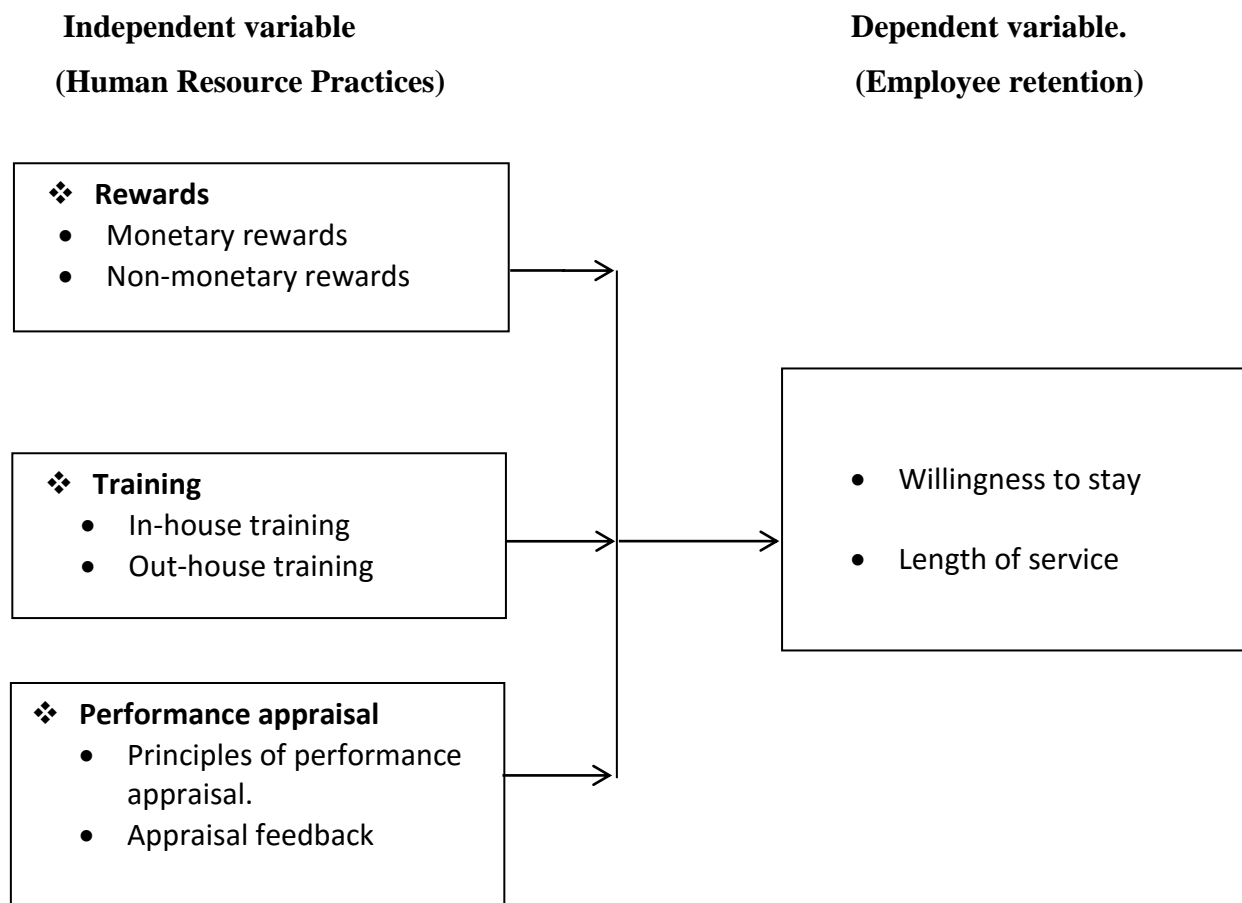 Independent variable
(Human Resource Practices)
Dependent variable.
(Employee retention)
❖ Rewards
• Monetary rewards
• Non-monetary rewards
❖ Training
• In-house training
• Out-house training
❖ Performance appraisal
• Principles of performance
appraisal.
• Appraisal feedback
• Willingness to stay
• Length of service